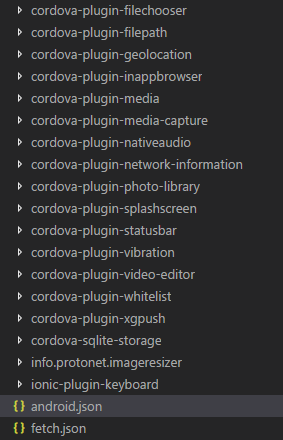 cordova-plugin-filechooser
cordova-plugin-filepath
cordova-plugin-geolocation
cordova-plugin-inappbrowser
cordova-plugin-media
cordova-plugin-media-capture
cordova-plugin-nativeaudio
cordova-plugin-network-information
cordova-plugin-photo-library
cordova-plugin-splashscreen
cordova-plugin-statusbar
cordova-plugin-vibration
cordova-plugin-video-editor
cordova-plugin-whitelist
cordova-plugin-xgpush
cordova-sqlite-storage
info.protonet.imageresizer
ionic-plugin-keyboard
{ } android.json
{ } fetch.json